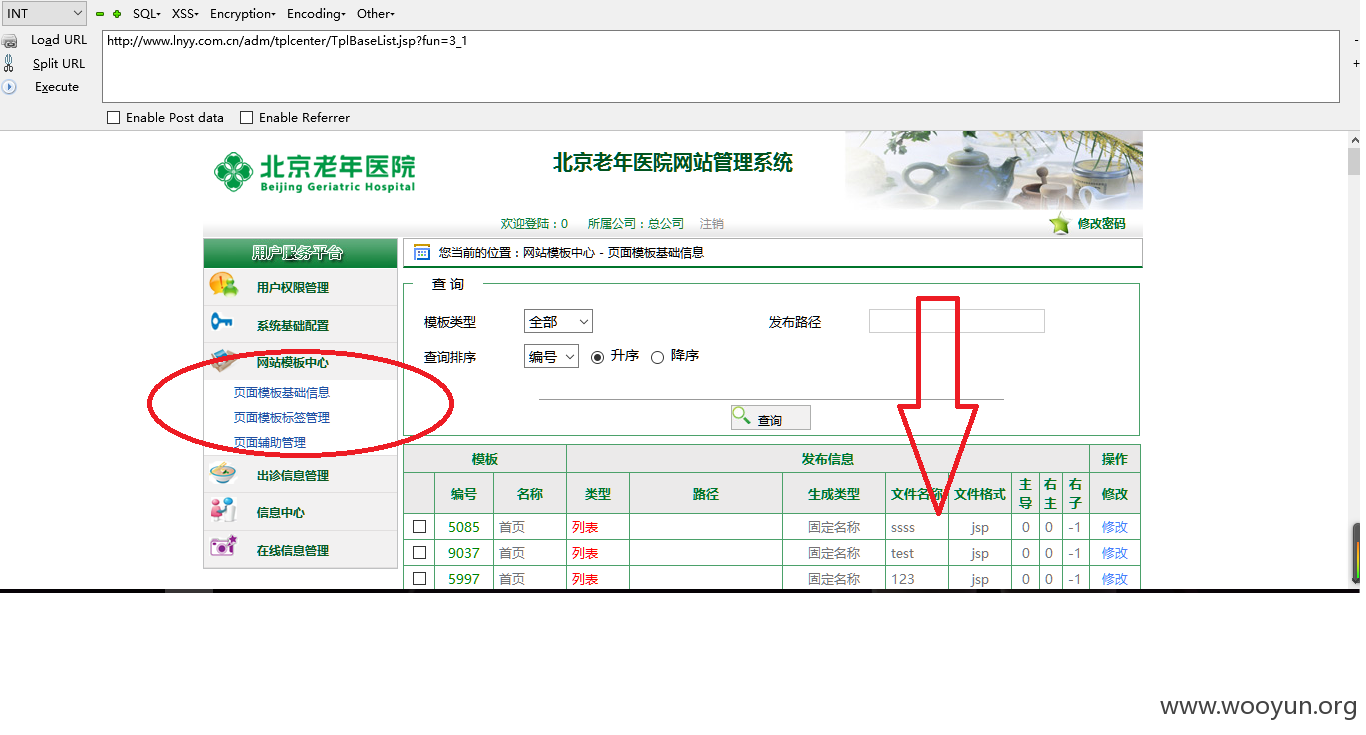 INT SQL XSS Encryption Encoding Other
Load URL http://www.lnyy.com.cn/adm/tplcenter/TplBaseList.jsp?fun=3_1
Split URL
Execute
Enable Post data Enable Referrer
北京老年医院
Beijing Geriatric Hospital
北京老年医院网站管理系统
欢迎登陆：0 所属公司：总公司 注销 修改密码
用户服务平台
用户权限管理
系统基础配置
网站模板中心
页面模板基础信息
页面模板标签管理
页面辅助管理
出诊信息管理
信息中心
在线信息管理
您当前的位置：网站模板中心 - 页面模板基础信息
查 询
模板类型 全部 发布路径
查询排序 编号 升序 降序
查询
模板 发布信息 操作
编号 名称 类型 路径 生成类型 文件名称 文件格式 主导 右主 右子 修改
5085 首页 列表 固定名称 ssss jsp 0 0 -1 修改
9037 首页 列表 固定名称 test jsp 0 0 -1 修改
5997 首页 列表 固定名称 123 jsp 0 0 -1 修改
www.wooyun.org